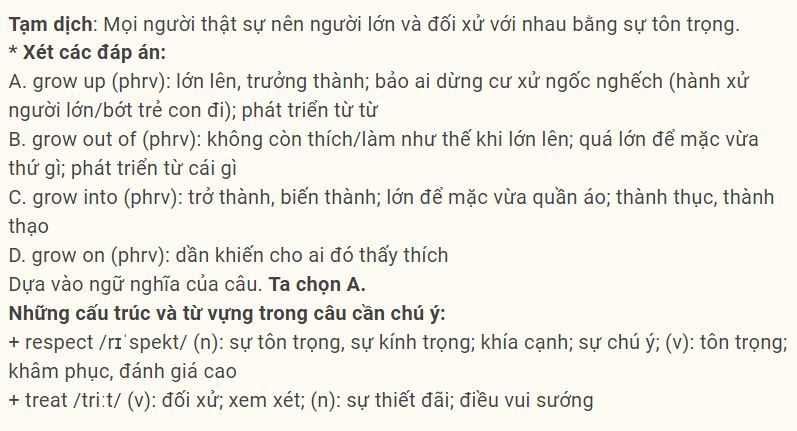 Tạm dịch: Mọi người thật sự nên người lớn và đối xử với nhau bằng sự tôn trọng.
* Xét các đáp án:
A. grow up (phrv): lớn lên, trưởng thành; bảo ai dừng cư xử ngốc nghếch (hành xử
người lớn/bớt trẻ con đi); phát triển từ từ
B. grow out of (phrv): không còn thích/làm như thế khi lớn lên; quá lớn để mặc vừa
thứ gì; phát triển từ cái gì
C. grow into (phrv): trở thành, biến thành; lớn để mặc vừa quần áo; thành thục, thành
thạo
D. grow on (phrv): dần khiến cho ai đó thấy thích
Dựa vào ngữ nghĩa của câu. Ta chọn A.
Những cấu trúc và từ vựng trong câu cần chú ý:
+ respect /rɪˈspekt/ (n): sự tôn trọng, sự kính trọng; khía cạnh; sự chú ý; (v): tôn trọng;
khâm phục, đánh giá cao
+ treat /triːt/ (v): đối xử; xem xét; (n): sự thiết đãi; điều vui sướng